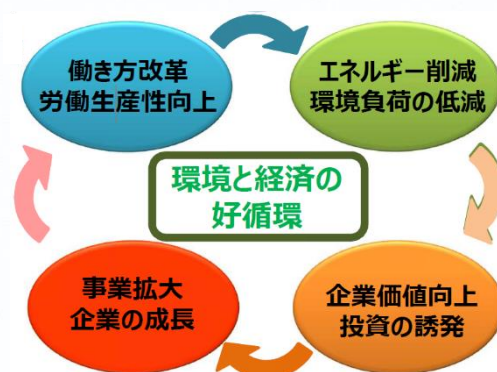 働き方改革
労働生産性向上
エネルギー削減
環境負荷の低減
環境と経済の
好循環
事業拡大
企業の成長
企業価値向上
投資の誘発